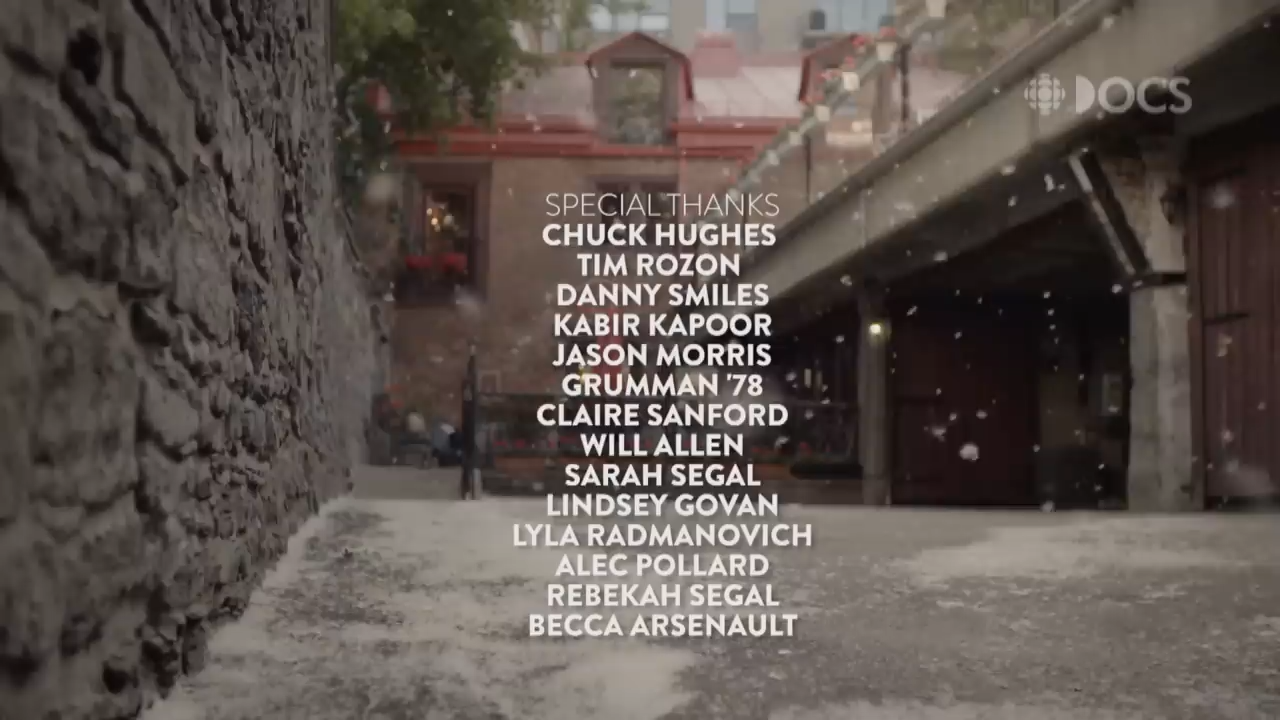 DOCS
SPECIAL THANKS
CHUCK HUGHES
TIM ROZON
DANNY SMILES
KABIR KAPOOR
JASON MORRIS
GRUMMAN '78
CLAIRE SANFORD
WILL ALLEN
SARAH SEGAL
LINDSEY GOVAN
LYLA RADMANOVICH
ALEC POLLARD
REBEKAH SEGAL
BECCA ARSENAULT